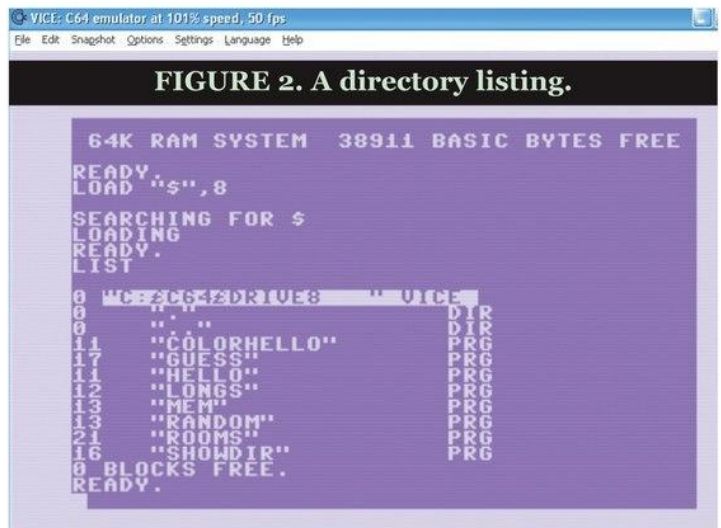 VICE: C64 emulator at 101% speed, 50 fps
File Edit Snapshot Options Settings Language Help
FIGURE 2. A directory listing.
64K RAM SYSTEM 38911 BASIC BYTES FREE
READY.
LOAD "$",8
SEARCHING FOR $
LOADING
READY.
LIST
0 "C:£C64£DRIVE8 " VICE
0 "." DIR
0 ".." DIR
11 "COLORHELLO" PRG
17 "GUESS" PRG
11 "HELLO" PRG
12 "LONGS" PRG
13 "MEM" PRG
13 "RANDOM" PRG
21 "ROOMS" PRG
16 "SHOWDIR" PRG
0 BLOCKS FREE.
READY.